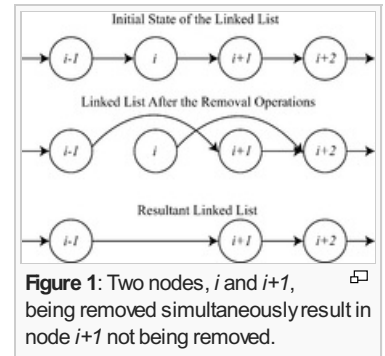 Initial State of the Linked List
i-1 i i+1 i+2
Linked List After the Removal Operations
i-1 i i+1 i+2
Resultant Linked List
i-1 i+1 i+2
Figure 1: Two nodes, i and i+1,
being removed simultaneously result in
node i+1 not being removed.